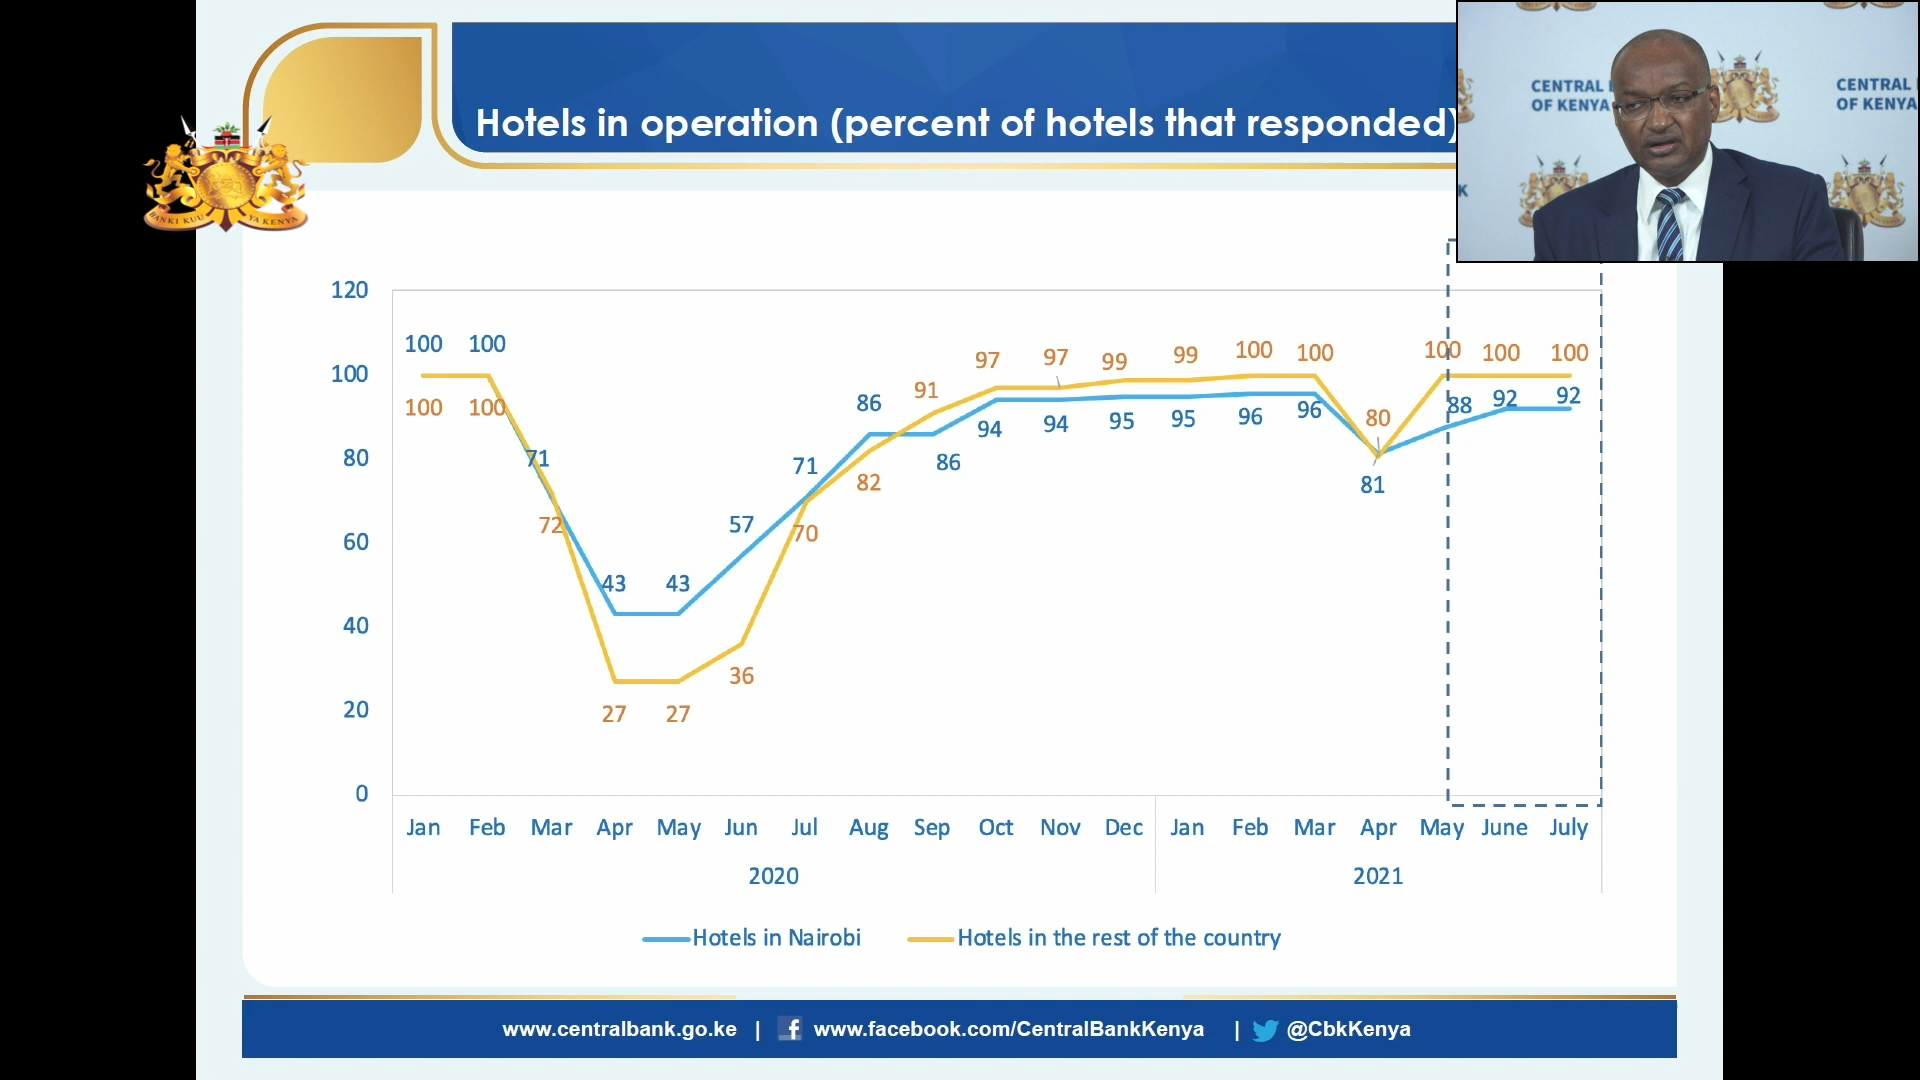 Hotels in operation (percent of hotels that responded)
CENTRAL
OF KENYA
CENTRAL
OF KENYA
K
BANKI KUU YA KENYA
120
100
80
60
40
20
0
100 100 71 43 43 57 71 86 86 94 94 95 95 96 96 81 88 92 92
100 100 72 27 27 36 70 82 91 97 97 99 99 100 100 80 100 100 100
Jan Feb Mar Apr May Jun Jul Aug Sep Oct Nov Dec Jan Feb Mar Apr May June July
2020 2021
Hotels in Nairobi Hotels in the rest of the country
www.centralbank.go.ke | www.facebook.com/CentralBankKenya | @CbkKenya